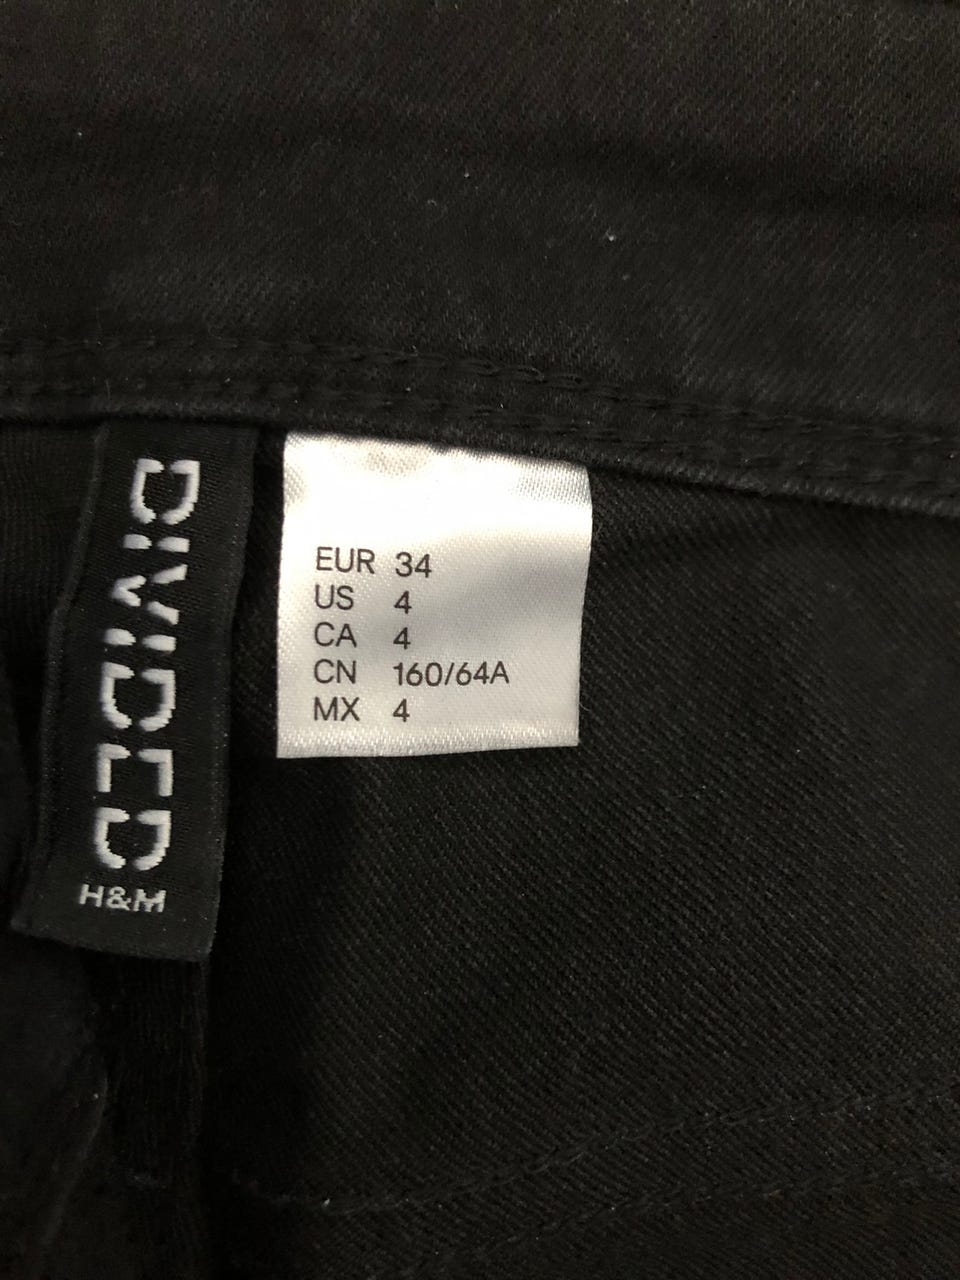 DIVIDED
H&M
EUR 34
US 4
CA 4
CN 160/64A
MX 4